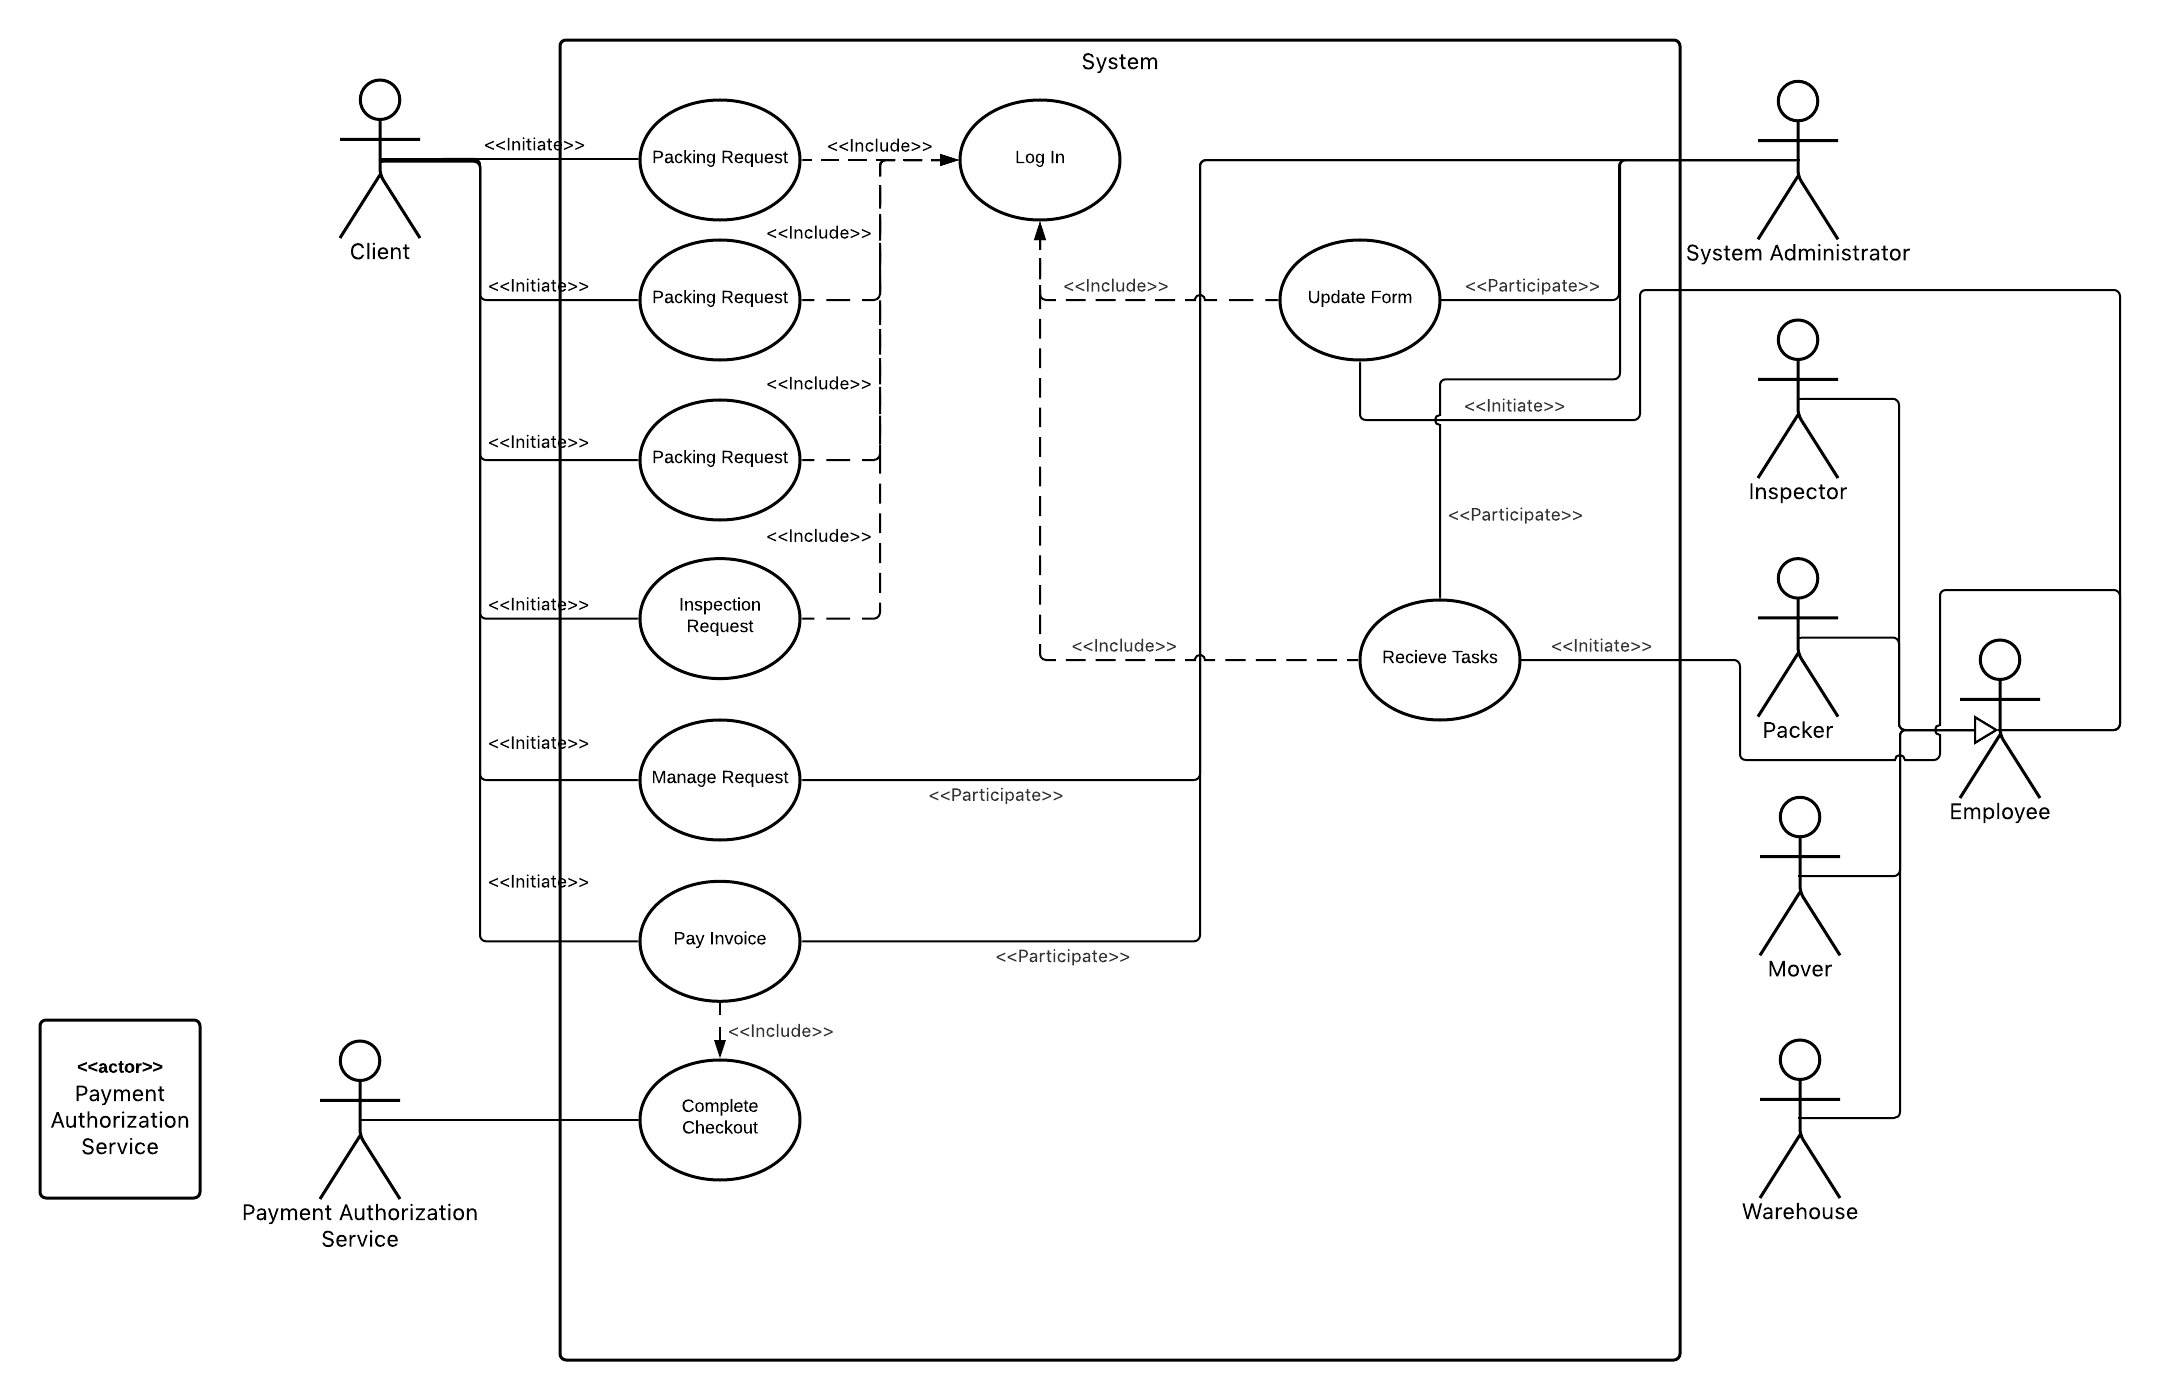 System
<<Initiate>>
Packing Request
<<Include>>
Log In
Client
System Administrator
<<Include>>
<<Initiate>>
Packing Request
<<Include>>
Update Form
<<Participate>>
<<Include>>
<<Initiate>>
<<Initiate>>
Packing Request
Inspector
<<Participate>>
<<Include>>
<<Initiate>>
Inspection
Request
<<Include>>
Recieve Tasks
<<Initiate>>
Packer
<<Initiate>>
Manage Request
<<Participate>>
Employee
<<Initiate>>
Pay Invoice
<<Participate>>
Mover
<<Include>>
<<actor>>
Payment
Authorization
Service
Complete
Checkout
Payment Authorization
Service
Warehouse